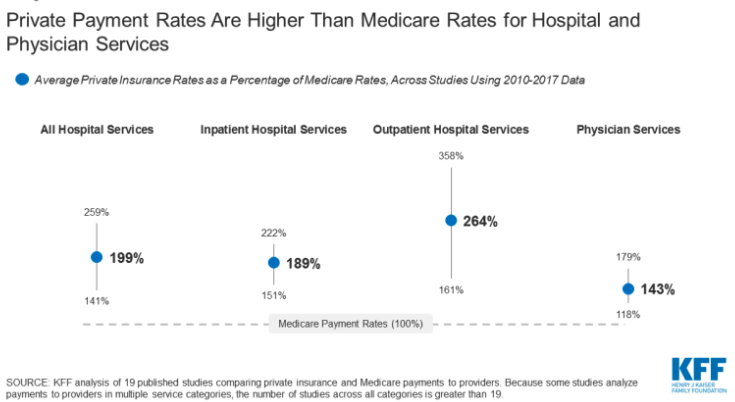 Private Payment Rates Are Higher Than Medicare Rates for Hospital and
Physician Services
Average Private Insurance Rates as a Percentage of Medicare Rates, Across Studies Using 2010-2017 Data
All Hospital Services
Inpatient Hospital Services
Outpatient Hospital Services
Physician Services
358%
259%
264%
222%
199%
189%
179%
161%
151%
143%
141%
118%
Medicare Payment Rates (100%)
SOURCE: KFF analysis of 19 published studies comparing private insurance and Medicare payments to providers. Because some studies analyze
payments to providers in multiple service categories, the number of studies across all categories is greater than 19.
KFF
HENRY J KAISER
FAMILY FOUNDATION